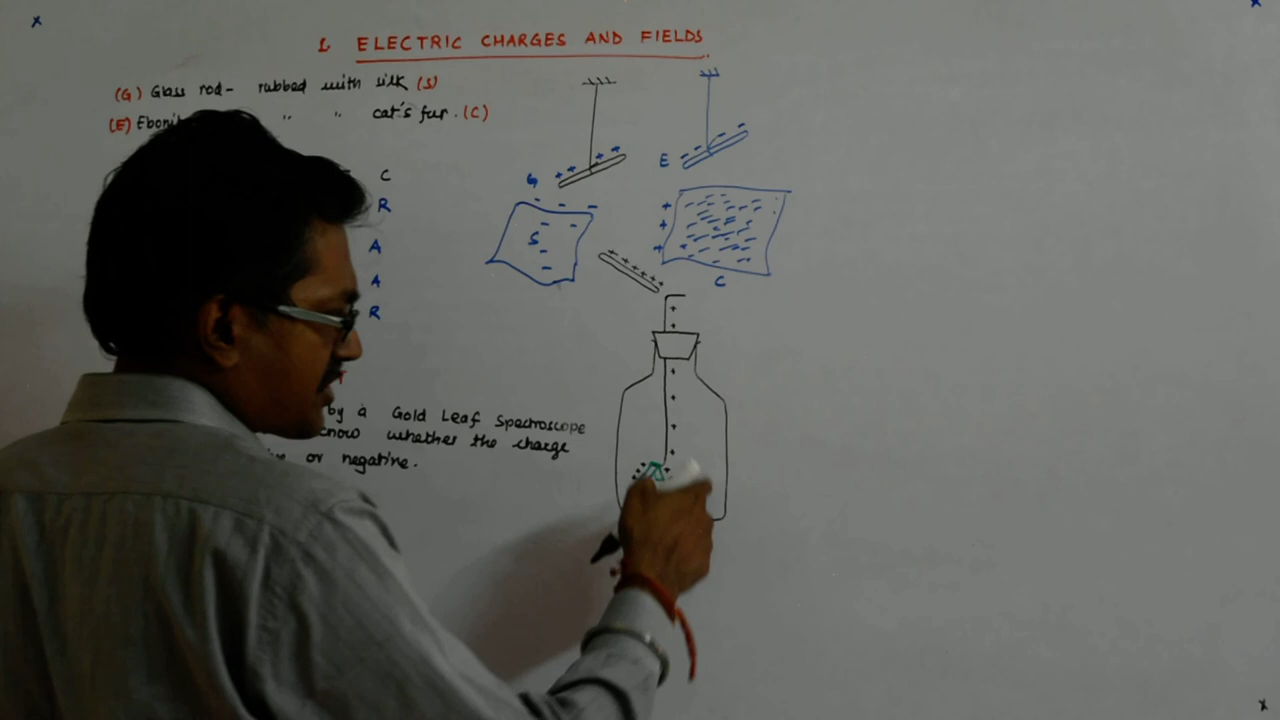 1. ELECTRIC CHARGES AND FIELDS
(G) Glass rod - rubbed with silk (S)
(E) " " cat's fur. (C)
C
R
A
A
R
by a Gold Leaf Spectroscope
know whether the charge
or negative.
G
E
S
C